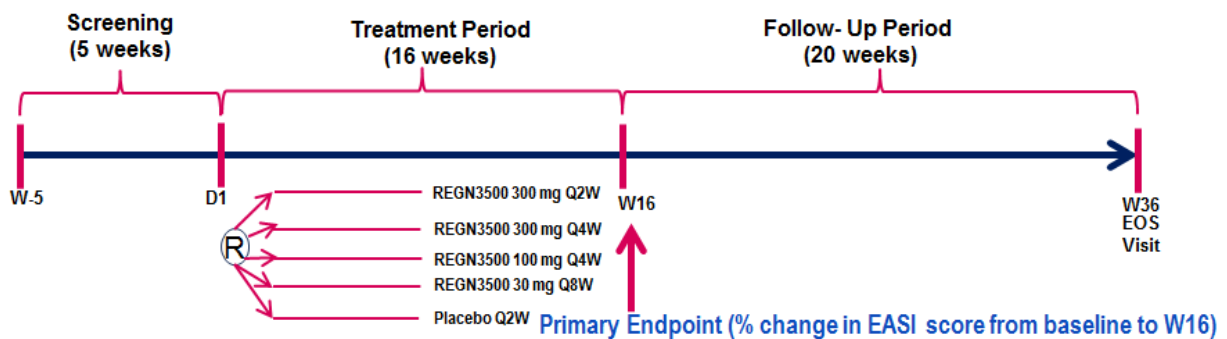 Screening
(5 weeks)
Treatment Period
(16 weeks)
Follow- Up Period
(20 weeks)
W-5
D1
R
REGN3500 300 mg Q2W
REGN3500 300 mg Q4W
REGN3500 100 mg Q4W
REGN3500 30 mg Q8W
Placebo Q2W
W16
W36
EOS
Visit
Primary Endpoint (% change in EASI score from baseline to W16)